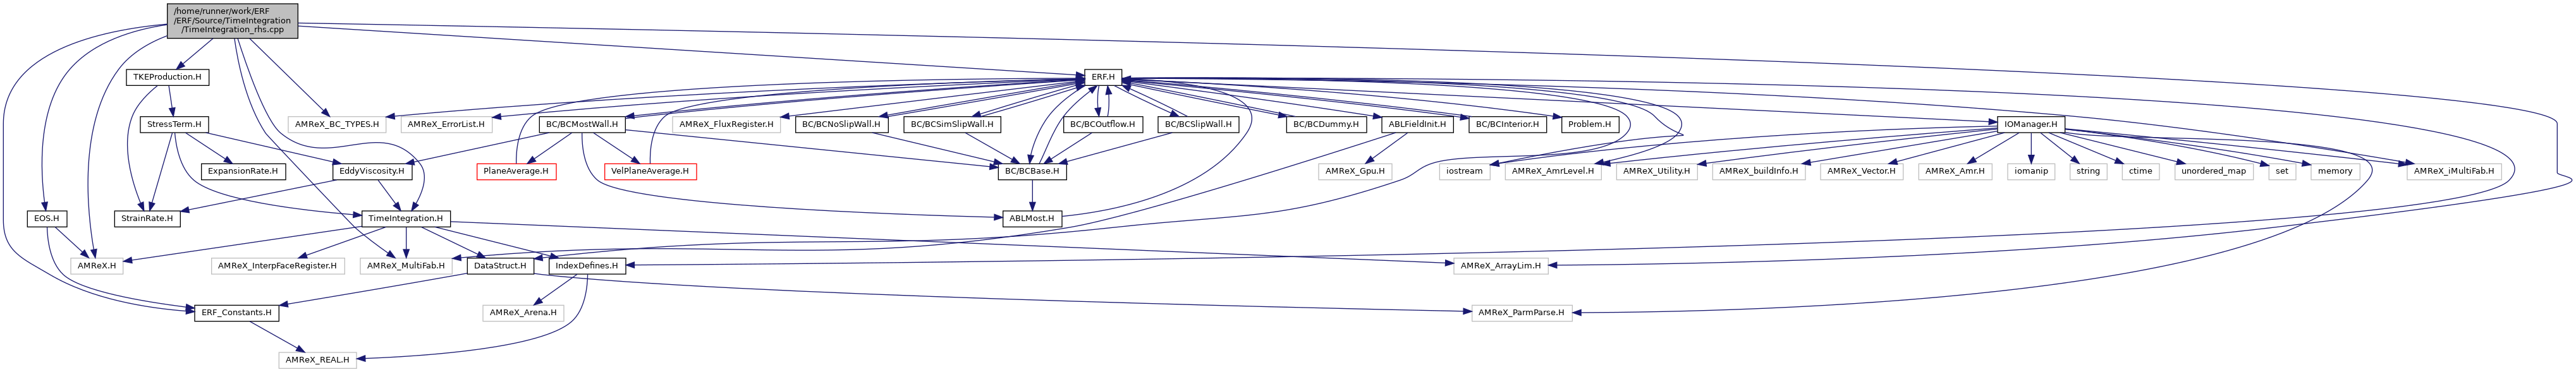 /home/runner/work/ERF
/ERF/Source/TimeIntegration
/TimeIntegration_rhs.cpp
TKEProduction.H
ERF.H
StressTerm.H
AMReX_BC_TYPES.H
AMReX_ErrorList.H
BC/BCMostWall.H
AMReX_FluxRegister.H
BC/BCNoSlipWall.H
BC/BCSimSlipWall.H
BC/BCOutflow.H
BC/BCSlipWall.H
BC/BCDummy.H
ABLFieldInit.H
BC/BCInterior.H
Problem.H
IOManager.H
ExpansionRate.H
EddyViscosity.H
PlaneAverage.H
VelPlaneAverage.H
BC/BCBase.H
AMReX_Gpu.H
iostream
AMReX_AmrLevel.H
AMReX_Utility.H
AMReX_buildInfo.H
AMReX_Vector.H
AMReX_Amr.H
iomanip
string
ctime
unordered_map
set
memory
AMReX_iMultiFab.H
EOS.H
StrainRate.H
TimeIntegration.H
ABLMost.H
AMReX.H
AMReX_InterpFaceRegister.H
AMReX_MultiFab.H
DataStruct.H
IndexDefines.H
AMReX_ArrayLim.H
ERF_Constants.H
AMReX_Arena.H
AMReX_ParmParse.H
AMReX_REAL.H